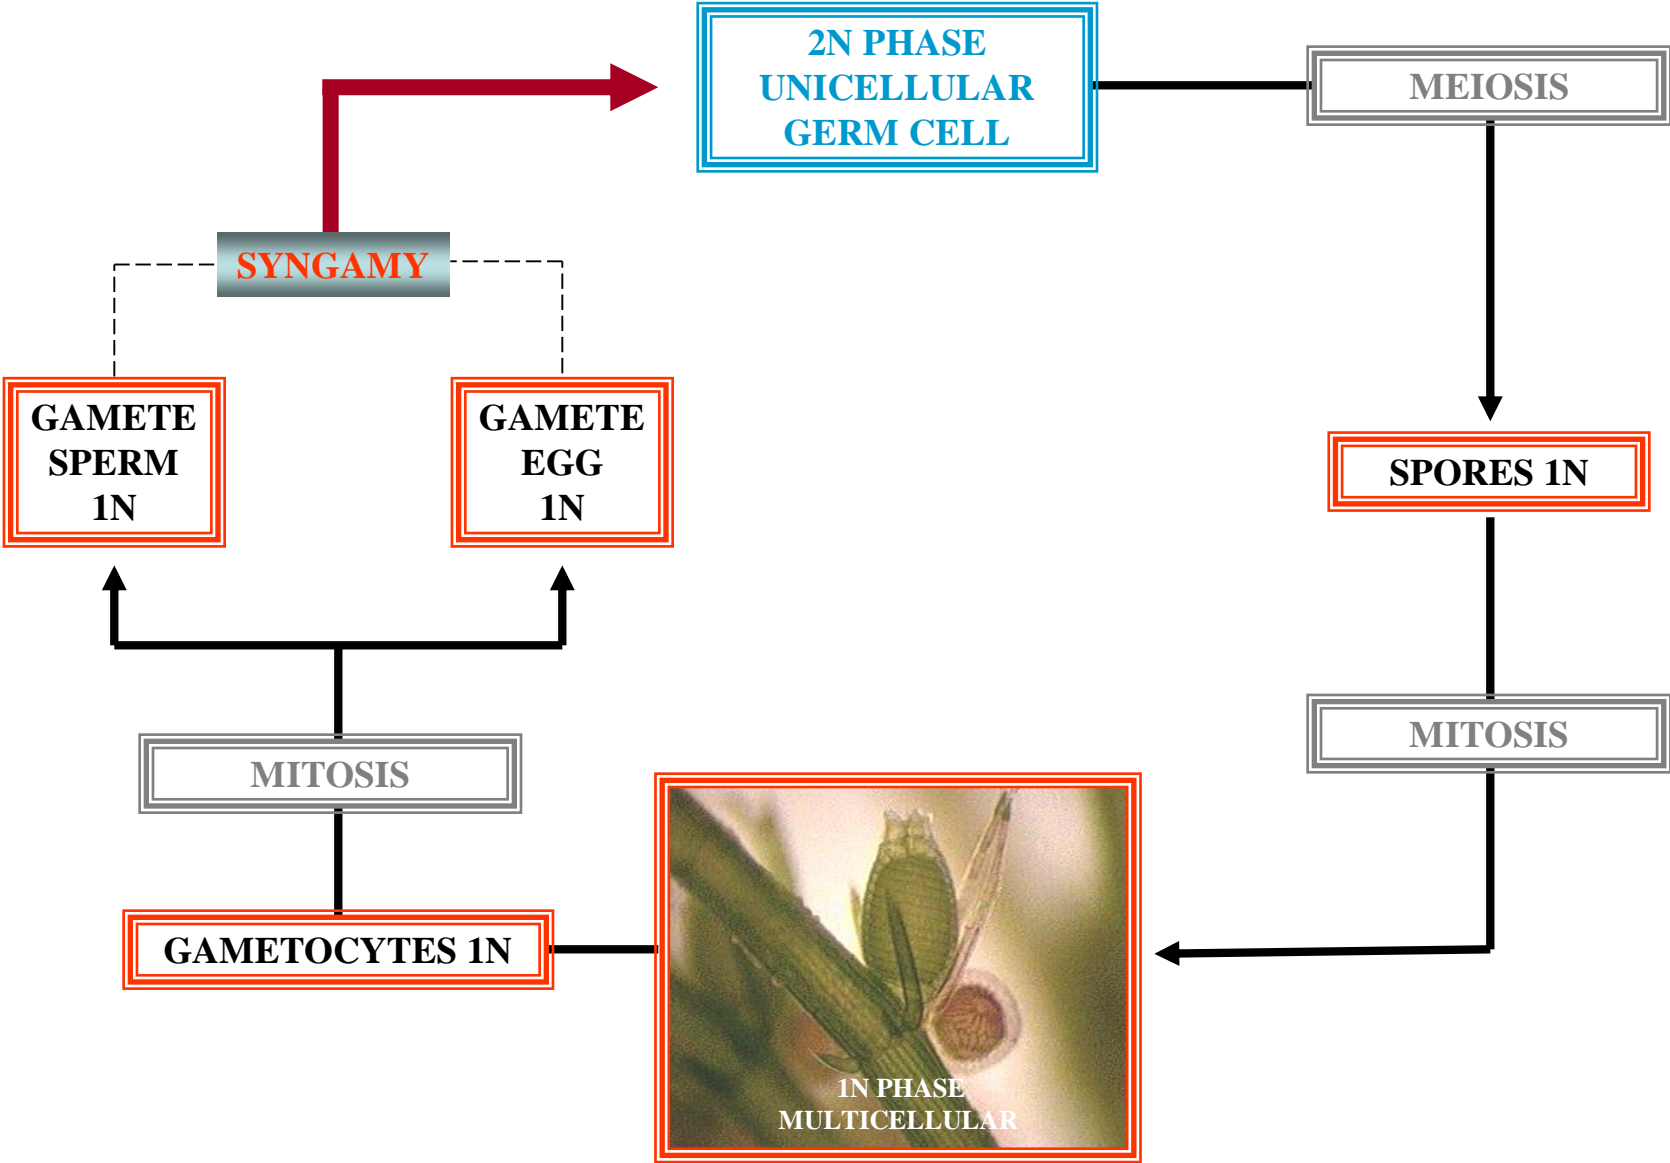 2N PHASE
UNICELLULAR
GERM CELL
MEIOSIS
SYNGAMY
GAMETE
SPERM
1N
GAMETE
EGG
1N
SPORES 1N
MITOSIS
MITOSIS
GAMETOCYTES 1N
1N PHASE
MULTICELLULAR